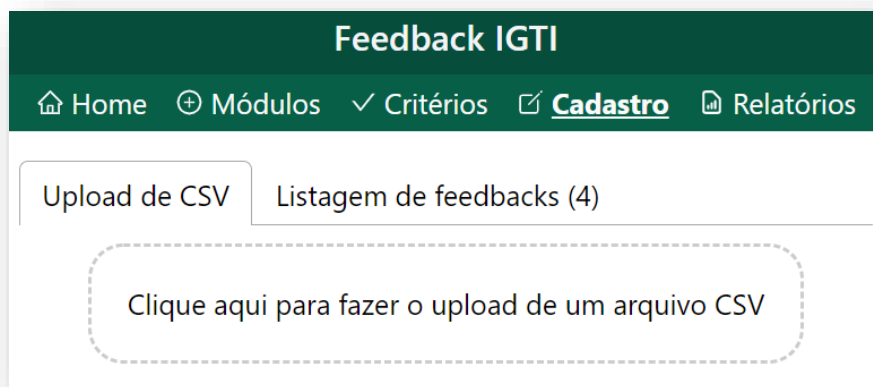 Feedback IGTI
Home Módulos Critérios Cadastro Relatórios
Upload de CSV Listagem de feedbacks (4)
Clique aqui para fazer o upload de um arquivo CSV